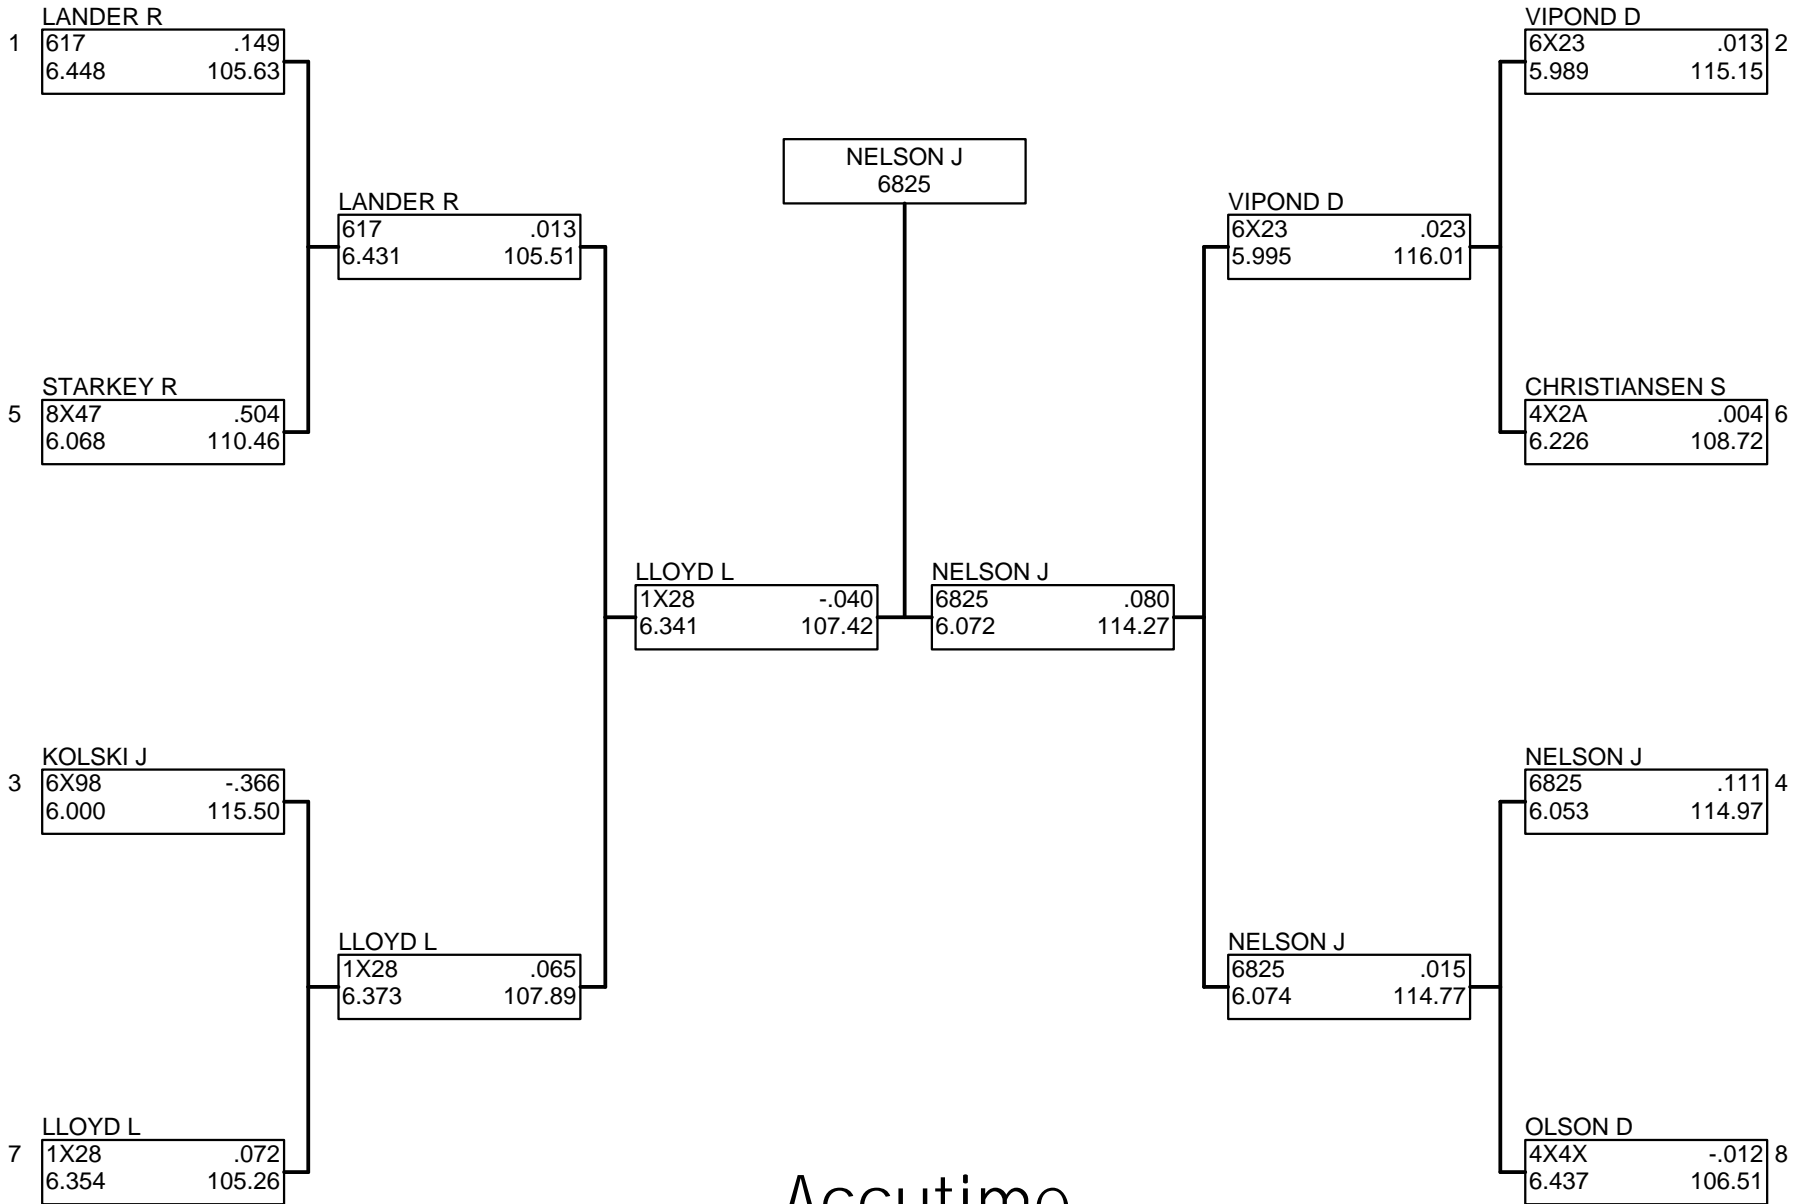 LANDER R
1 617 .149
6.448 105.63
STARKEY R
5 8X47 .504
6.068 110.46
KOLSKI J
3 6X98 -.366
6.000 115.50
LLOYD L
7 1X28 .072
6.354 105.26
LANDER R
617 .013
6.431 105.51
LLOYD L
1X28 .065
6.373 107.89
LLOYD L
1X28 -.040
6.341 107.42
NELSON J
6825
NELSON J
6825 .080
6.072 114.27
VIPOND D
6X23 .023
5.995 116.01
NELSON J
6825 .015
6.074 114.77
VIPOND D
6X23 .013 2
5.989 115.15
CHRISTIANSEN S
4X2A .004 6
6.226 108.72
NELSON J
6825 .111 4
6.053 114.97
OLSON D
4X4X -.012 8
6.437 106.51
Accutime